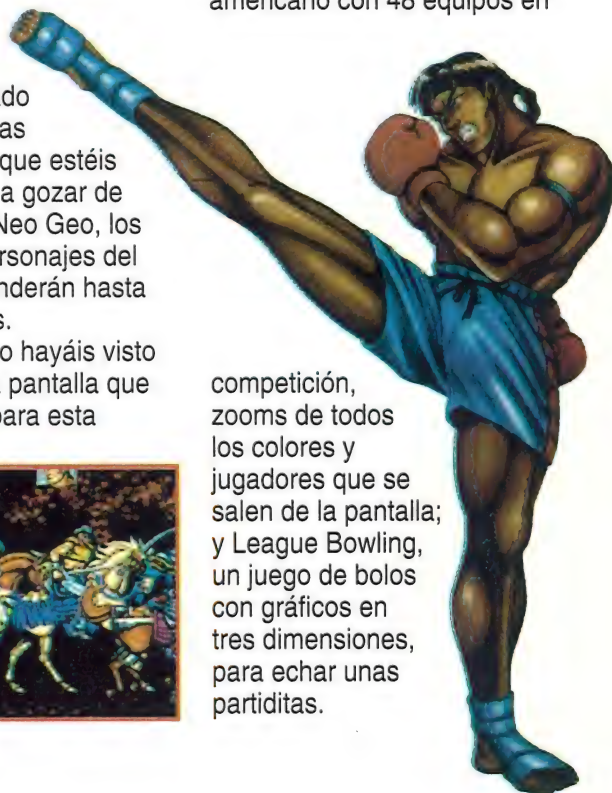 americano con 48 equipos en
ado
as
que estéis
a gozar de
Neo Geo, los
rsonajes del
nderán hasta
s.
o hayáis visto
a pantalla que
para esta
competición,
zooms de todos
los colores y
jugadores que se
salen de la pantalla;
y League Bowling,
un juego de bolos
con gráficos en
tres dimensiones,
para echar unas
partiditas.